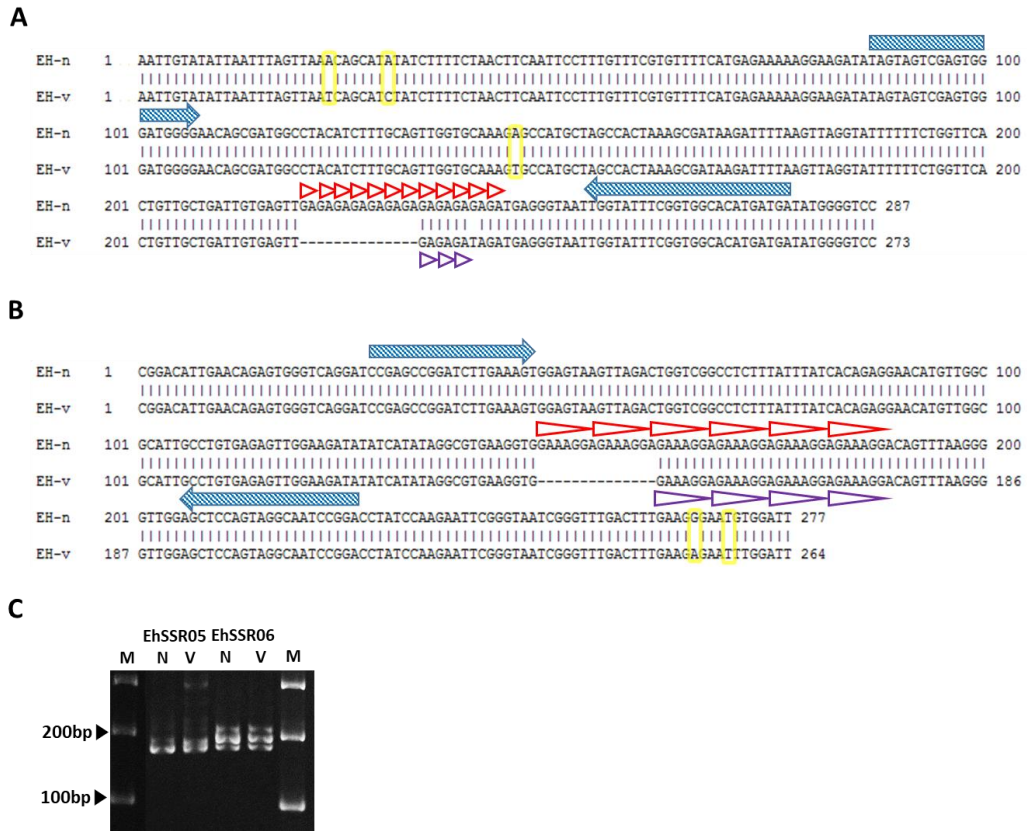 A
EH-n 1 AATTGTATATTAATTTAGTTAAACAGCATATATCTTTTCTAACTTCAATTCCTTTGTTTCGTGTTTTCATGAGAAAAAGGAAGATATAGTAGTCGAGTGG 100
EH-v 1 AATTGTATATTAATTTAGTTAATCAGCATCTATCTTTTCTAACTTCAATTCCTTTGTTTCGTGTTTTCATGAGAAAAAGGAAGATATAGTAGTCGAGTGG 100
EH-n 101 GATGGGGAACAGCGATGGCCTACATCTTTGCAGTTGGTGCAAAGAGCCATGCTAGCCACTAAAGCGATAAGATTTTAAGTTAGGTATTTTTTCTGGTTCA 200
EH-v 101 GATGGGGAACAGCGATGGCCTACATCTTTGCAGTTGGTGCAAAGTGCCATGCTAGCCACTAAAGCGATAAGATTTTAAGTTAGGTATTTTTTCTGGTTCA 200
EH-n 201 CTGTTGCTGATTGTGAGTTGAGAGAGAGAGAGAGAGAGAGAGATGAGGGTAATTGGTATTTCGGTGGCACATGATGATATGGGGTCC 287
EH-v 201 CTGTTGCTGATTGTGAGTT--------------GAGAGATAGATGAGGGTAATTGGTATTTCGGTGGCACATGATGATATGGGGTCC 273
B
EH-n 1 CGGACATTGAACAGAGTGGGTCAGGATCCGAGCCGGATCTTGAAAGTGGAGTAAGTTAGACTGGTCGGCCTCTTTATTTATCACAGAGGAACATGTTGGC 100
EH-v 1 CGGACATTGAACAGAGTGGGTCAGGATCCGAGCCGGATCTTGAAAGTGGAGTAAGTTAGACTGGTCGGCCTCTTTATTTATCACAGAGGAACATGTTGGC 100
EH-n 101 GCATTGCCTGTGAGAGTTGGAAGATATATCATATAGGCGTGAAGGTGGAAAGGAGAAAGGAGAAAGGAGAAAGGAGAAAGGAGAAAGGACAGTTTAAGGG 200
EH-v 101 GCATTGCCTGTGAGAGTTGGAAGATATATCATATAGGCGTGAAGGTG--------------GAAAGGAGAAAGGAGAAAGGAGAAAGGACAGTTTAAGGG 186
EH-n 201 GTTGGAGCTCCAGTAGGCAATCCGGACCTATCCAAGAATTCGGGTAATCGGGTTTGACTTTGAAGGGAATGTGGATT 277
EH-v 187 GTTGGAGCTCCAGTAGGCAATCCGGACCTATCCAAGAATTCGGGTAATCGGGTTTGACTTTGAAGAGAATTTGGATT 264
C
EhSSR05 EhSSR06
M N V N V M
200bp
100bp